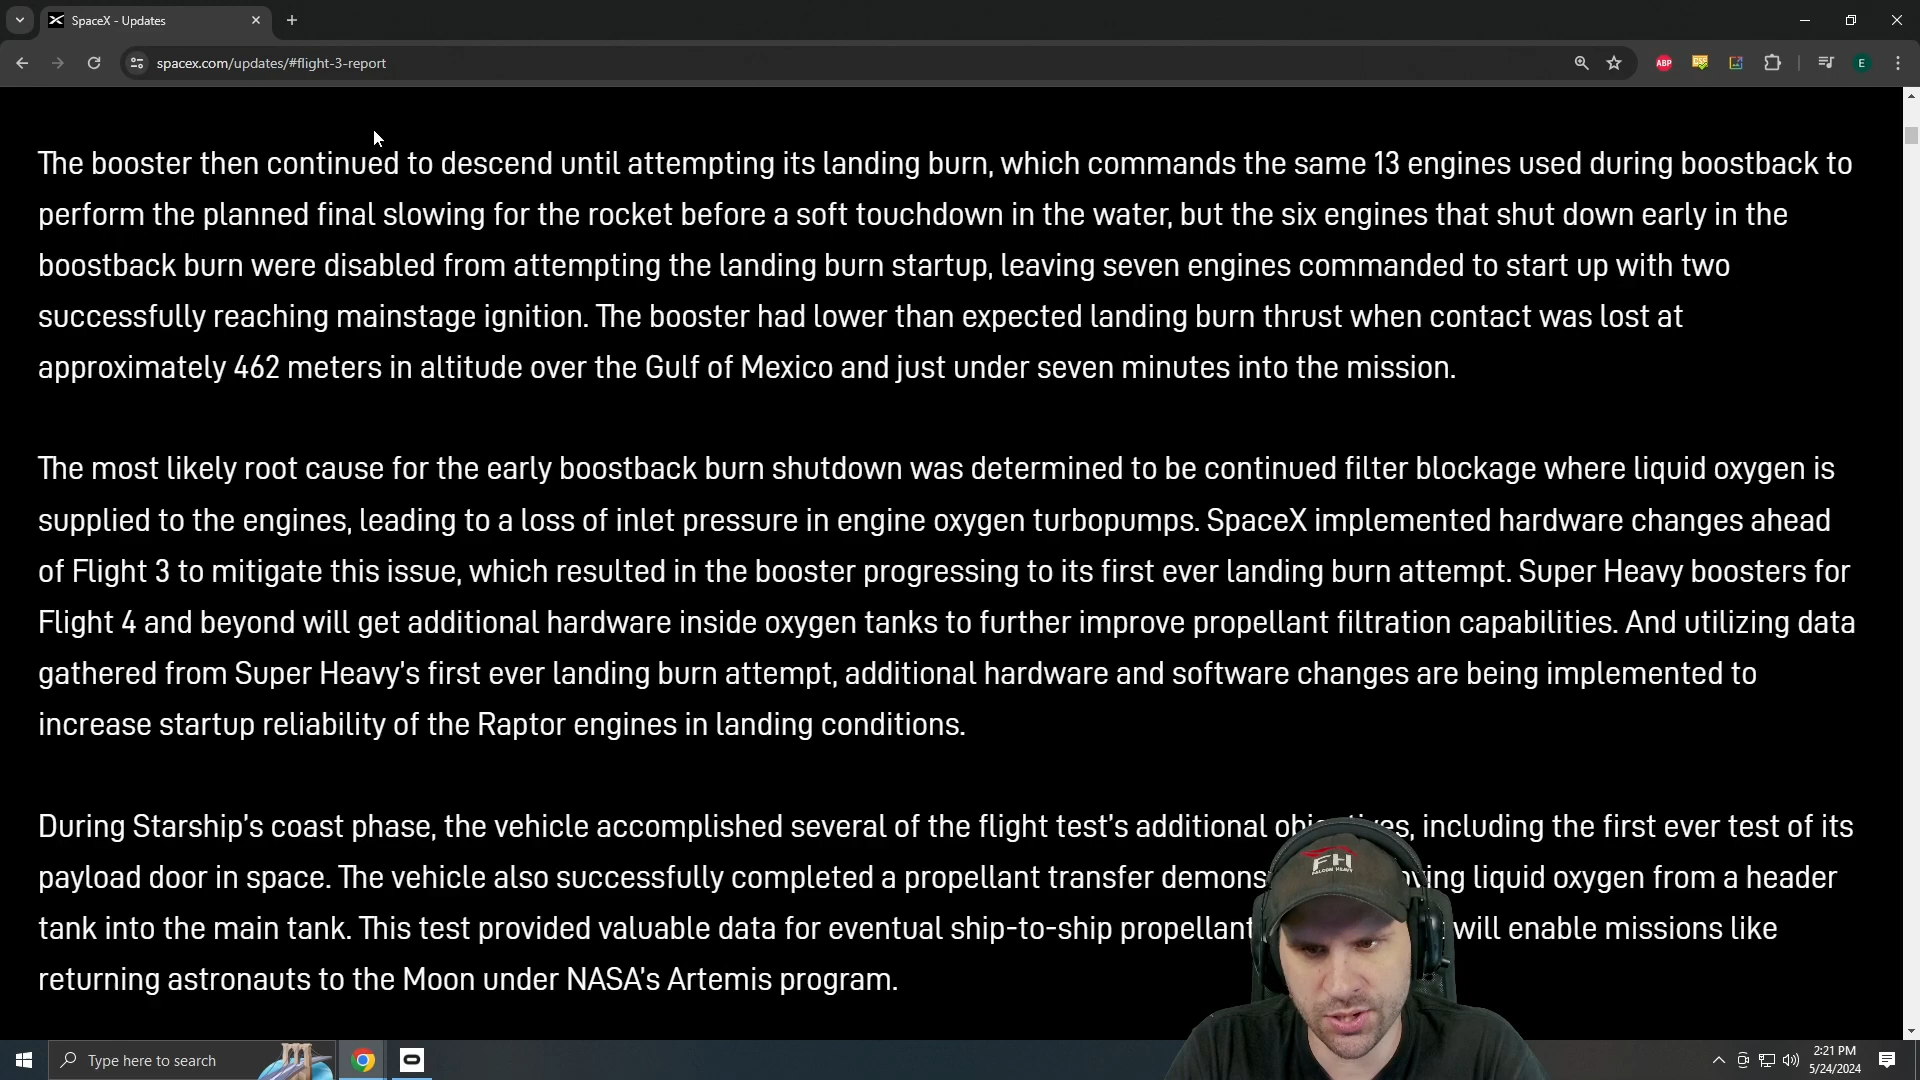 SpaceX - Updates
spacex.com/updates/#flight-3-report
ABP
E
The booster then continued to descend until attempting its landing burn, which commands the same 13 engines used during boostback to
perform the planned final slowing for the rocket before a soft touchdown in the water, but the six engines that shut down early in the
boostback burn were disabled from attempting the landing burn startup, leaving seven engines commanded to start up with two
successfully reaching mainstage ignition. The booster had lower than expected landing burn thrust when contact was lost at
approximately 462 meters in altitude over the Gulf of Mexico and just under seven minutes into the mission.
The most likely root cause for the early boostback burn shutdown was determined to be continued filter blockage where liquid oxygen is
supplied to the engines, leading to a loss of inlet pressure in engine oxygen turbopumps. SpaceX implemented hardware changes ahead
of Flight 3 to mitigate this issue, which resulted in the booster progressing to its first ever landing burn attempt. Super Heavy boosters for
Flight 4 and beyond will get additional hardware inside oxygen tanks to further improve propellant filtration capabilities. And utilizing data
gathered from Super Heavy's first ever landing burn attempt, additional hardware and software changes are being implemented to
increase startup reliability of the Raptor engines in landing conditions.
During Starship's coast phase, the vehicle accomplished several of the flight test's additional including the first ever test of its
payload door in space. The vehicle also successfully completed a propellant transfer liquid oxygen from a header
tank into the main tank. This test provided valuable data for eventual ship-to-ship propellant will enable missions like
returning astronauts to the Moon under NASA's Artemis program.
FH
FALCON HEAVY
Type here to search
2:21 PM
5/24/2024